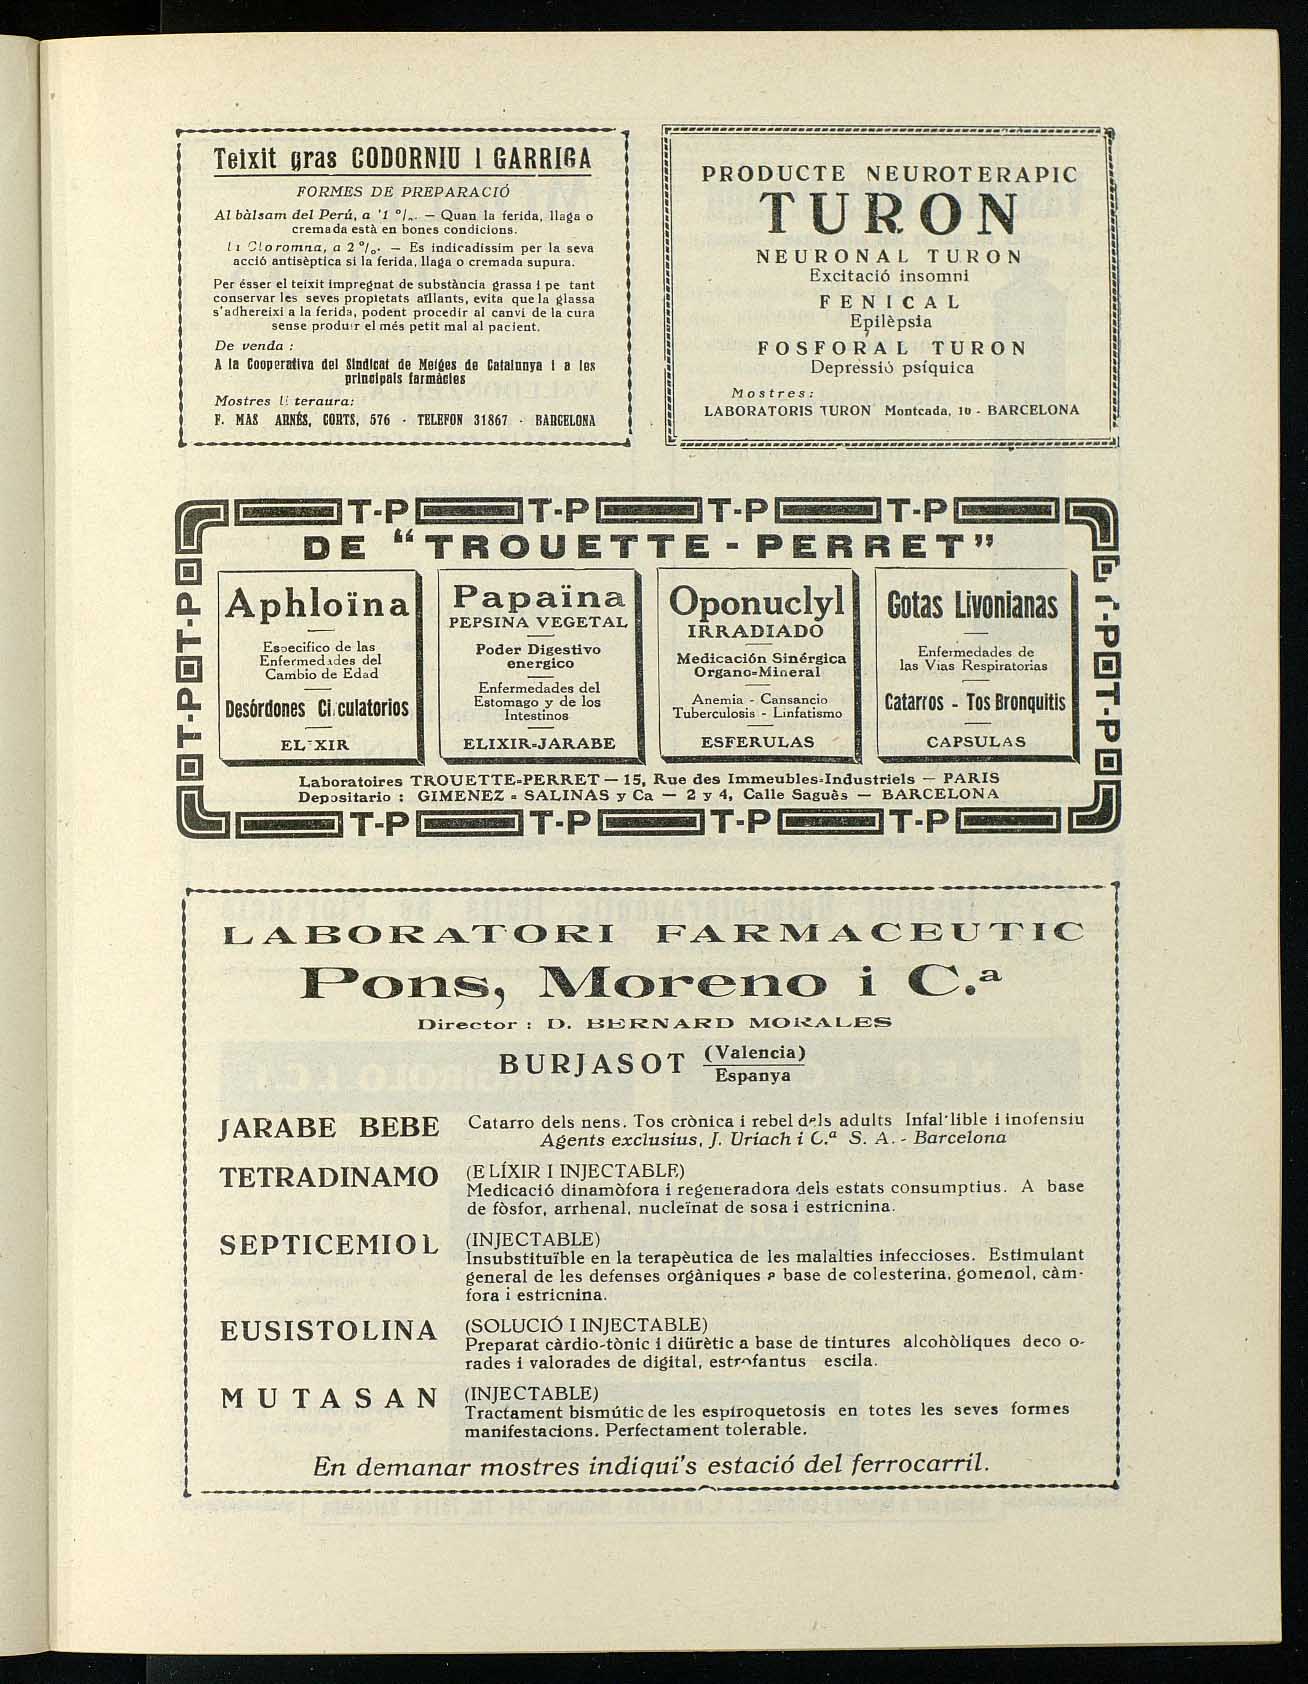 Teixit gras CODORNIU I GARRIGA
FORMES DE PREPARACIÓ
Al bàlsam del Perú, a '1 °/o. — Quan la ferida, llaga o
cremada està en bones condicions.
Cloromna, a 2 °/o. — Es indicadíssim per la seva
acció antisèptica si la ferida, llaga o cremada supura.
Per ésser el teixit impregnat de substància grassa i pe tant
conservar les seves propietats aïllants, evita que la glassa
s'adhereixi a la ferida, podent procedir al canvi de la cura
sense produir el més petit mal al pacient.
De venda :
A la Cooperativa del Sindicat de Metges de Catalunya i a les
principals farmàcies
Mostres li teraura:
F. MAS ARNÉS, CORTS, 576 - TELEFON 31867 - BARCELONA
PRODUCTE NEUROTERAPIC
TURON
NEURONAL TURON
Excitació insomni
FENICAL
Epilèpsia
FOSFORAL TURON
Depressió psíquica
Mostres:
LABORATORIS TURON Montcada, 10 - BARCELONA
T-P T-P T-P T-P
DE “TROUETTE-PERRET”
Aphloïna
Especifico de las
Enfermedades del
Cambio de Edad
Desórdones Circulatorios
ELIXIR
Papaïna
PEPSINA VEGETAL
Poder Digestivo
energico
Enfermedades del
Estomago y de los
Intestinos
ELIXIR-JARABE
Oponuclyl
IRRADIADO
Medicación Sinérgica
Organo-Mineral
Anemia - Cansancio
Tuberculosis - Linfatismo
ESFERULAS
Gotas Livonianas
Enfermedades de
las Vias Respiratorias
Catarros - Tos Bronquitis
CAPSULAS
T-P T-P
T-P T-P
Laboratoires TROUETTE-PERRET — 15, Rue des Immeubles-Industriels — PARIS
Depositario : GIMENEZ - SALINAS y Ca — 2 y 4, Calle Saguès — BARCELONA
T-P T-P T-P T-P
LABORATORI FARMACEUTIC
Pons, Moreno i C.ª
Director : D. BERNARD MORALES
BURJASOT (Valencia)
Espanya
JARABE BEBE Catarro dels nens. Tos crònica i rebel dels adults Infal·lible i inofensiu
Agents exclusius, J. Uriach i C.ª S. A. - Barcelona
TETRADINAMO (ELÍXIR I INJECTABLE)
Medicació dinamòfora i regeneradora dels estats consumptius. A base
de fòsfor, arrhenal, nucleïnat de sosa i estricnina.
SEPTICEMIOL (INJECTABLE)
Insubstituïble en la terapèutica de les malalties infeccioses. Estimulant
general de les defenses orgàniques a base de colesterina, gomenol, càm-
fora i estricnina.
EUSISTOLINA (SOLUCIÓ I INJECTABLE)
Preparat càrdio-tònic i diürètic a base de tintures alcohòliques deco o-
rades i valorades de digital, estrofantus escila.
MUTASAN (INJECTABLE)
Tractament bismútic de les espiroquetosis en totes les seves formes
manifestacions. Perfectament tolerable.
En demanar mostres indiqui's estació del ferrocarril.